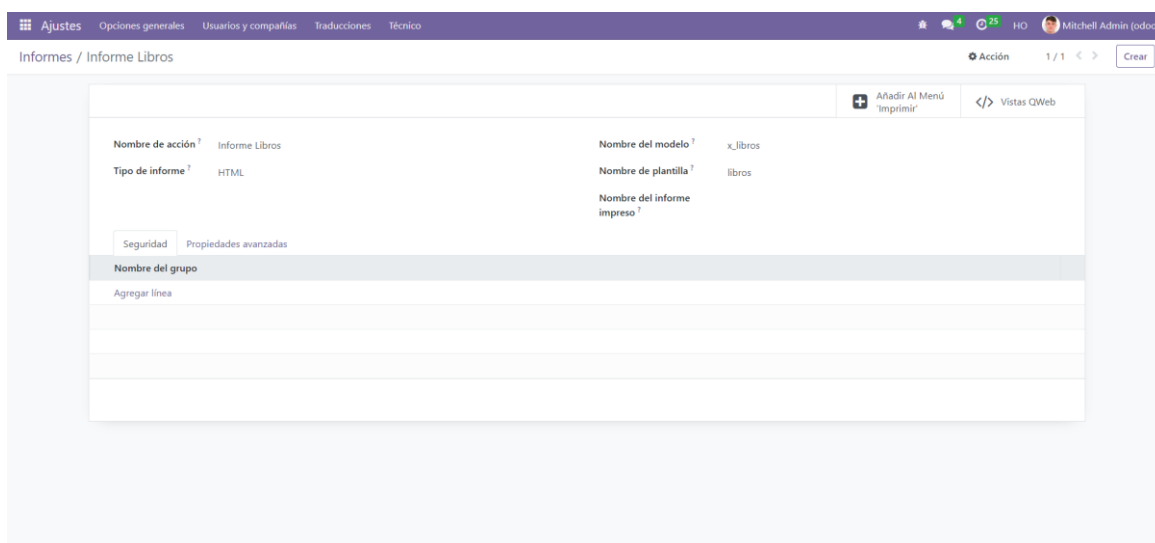 Ajustes Opciones generales Usuarios y compañías Traducciones Técnico 4 25 HO Mitchell Admin (odoo
Informes / Informe Libros Acción 1 / 1 < > Crear
Añadir Al Menú
'Imprimir'
</> Vistas QWeb
Nombre de acción ? Informe Libros Nombre del modelo ? x_libros
Tipo de informe ? HTML Nombre de plantilla ? libros
Nombre del informe
impreso ?
Seguridad Propiedades avanzadas
Nombre del grupo
Agregar línea